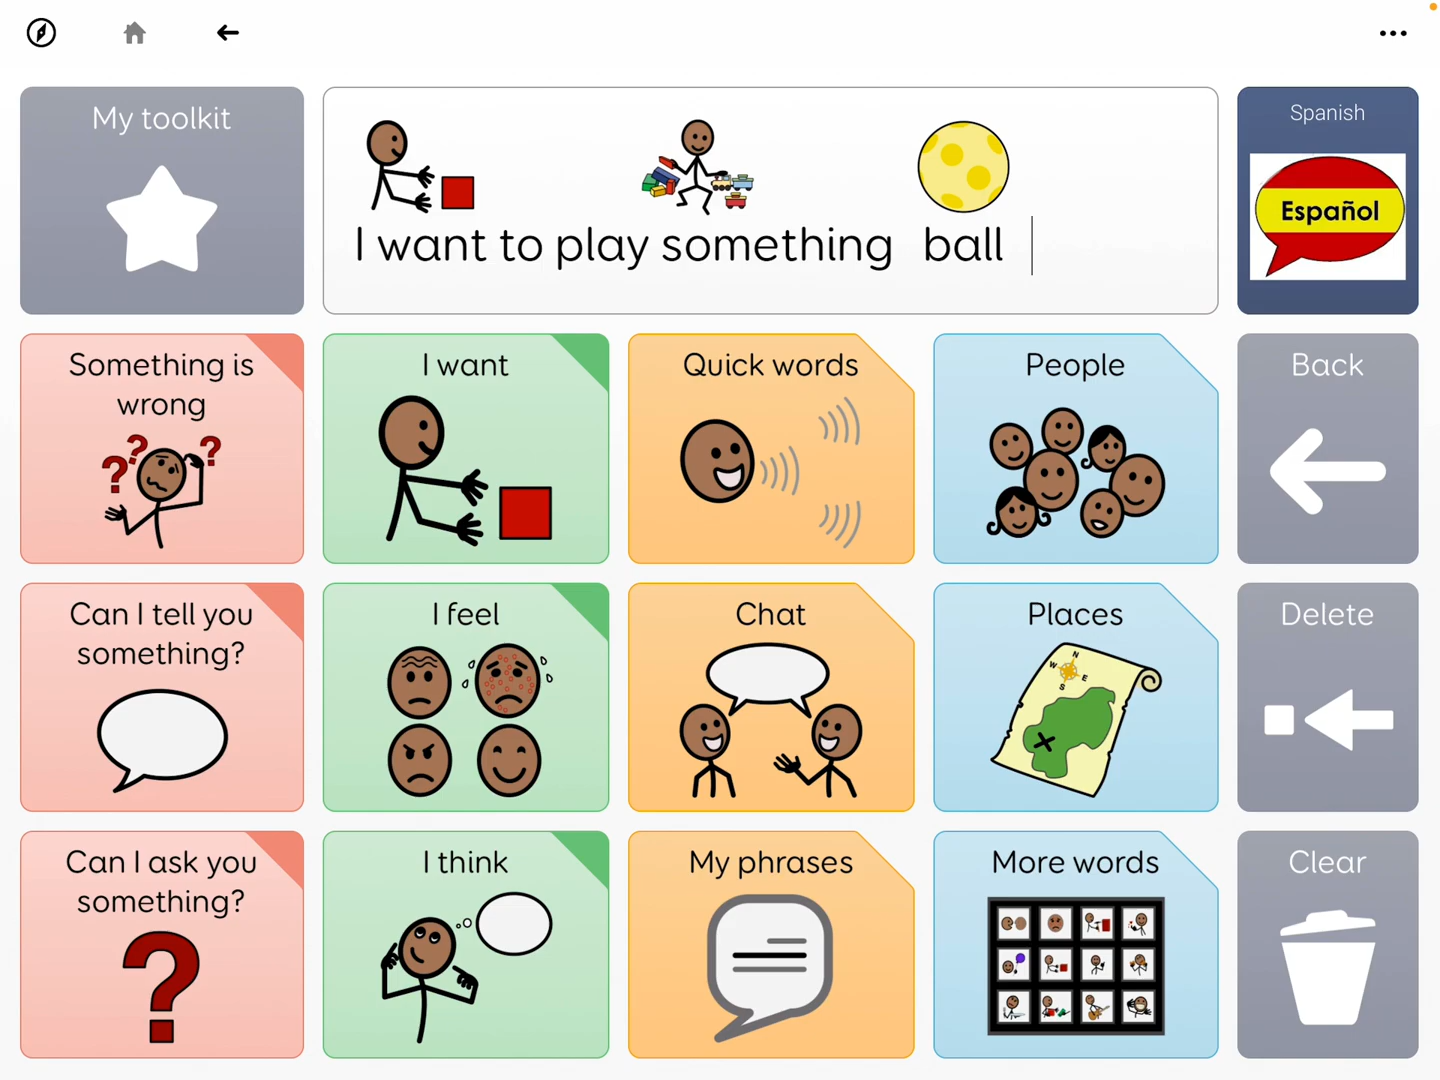 My toolkit
I want to play something ball
Spanish
Español
Something is
wrong
? ? ?
I want
Quick words
People
Back
Can I tell you
something?
I feel
Chat
Places
N
W
E
S
Delete
Can I ask you
something?
?
I think
My phrases
More words
Clear